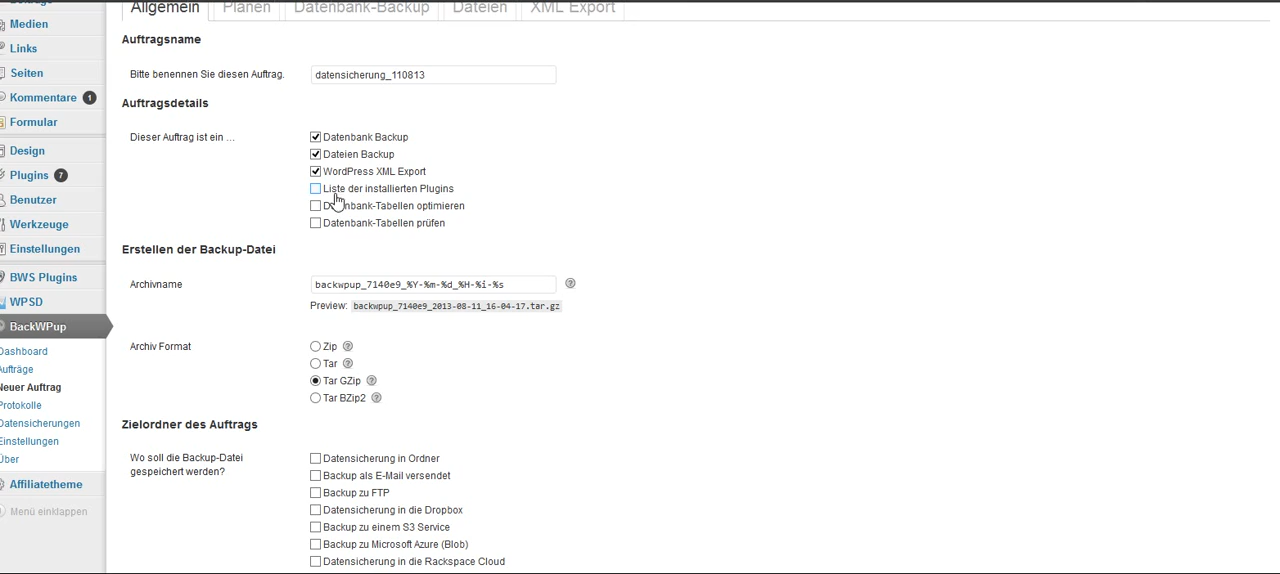 Medien
Links
Seiten
Kommentare 1
Formular
Design
Plugins 7
Benutzer
Werkzeuge
Einstellungen
BWS Plugins
WPSD
BackWPup
Dashboard
Aufträge
Neuer Auftrag
Protokolle
Datensicherungen
Einstellungen
Über
Affiliatetheme
Menü einklappen
Allgemein Planen Datenbank-Backup Dateien XML Export
Auftragsname
Bitte benennen Sie diesen Auftrag. datensicherung_110813
Auftragsdetails
Dieser Auftrag ist ein … Datenbank Backup
Dateien Backup
WordPress XML Export
Liste der installierten Plugins
Datenbank-Tabellen optimieren
Datenbank-Tabellen prüfen
Erstellen der Backup-Datei
Archivname backwpup_7140e9_%Y-%m-%d_%H-%i-%s
Preview: backwpup_7140e9_2013-08-11_16-04-17.tar.gz
Archiv Format Zip
Tar
Tar GZip
Tar BZip2
Zielordner des Auftrags
Wo soll die Backup-Datei
gespeichert werden?
Datensicherung in Ordner
Backup als E-Mail versendet
Backup zu FTP
Datensicherung in die Dropbox
Backup zu einem S3 Service
Backup zu Microsoft Azure (Blob)
Datensicherung in die Rackspace Cloud